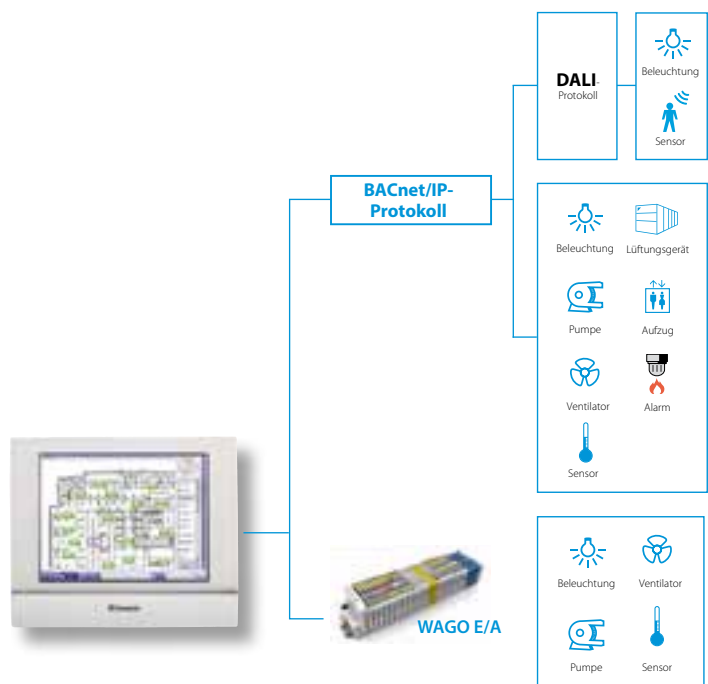 DALI-
Protokoll
Beleuchtung
Sensor
BACnet/IP-
Protokoll
Beleuchtung
Lüftungsgerät
Pumpe
Aufzug
Ventilator
Alarm
Sensor
WAGO E/A
Beleuchtung
Ventilator
Pumpe
Sensor